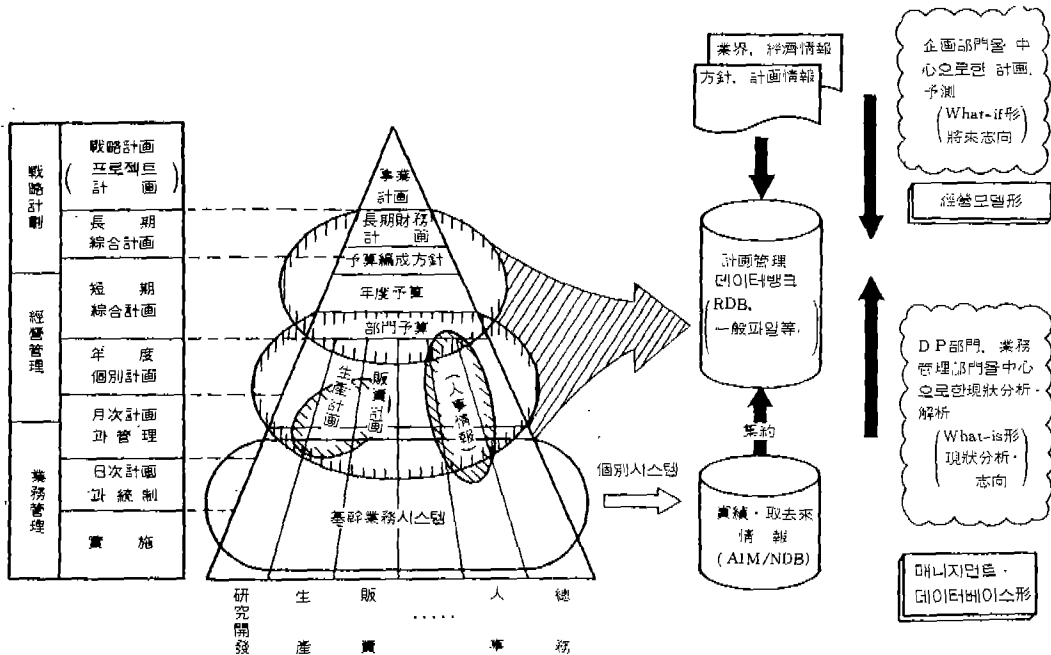 戰略計劃
戰略計画
(프로젝트
計画)
長期
綜合計画
經營管理
短期
綜合計画
年度
個別計画
月次計画
과管理
業務管理
日次計画
과統制
實施
事業
計画
長期財務
計画
予算編成方針
年度予算
部門予算
生産計画
販賣計画
(人事情報)
基幹業務시스템
研究開發
生産
販賣
.....
人事
總務
個別시스템
業界, 經濟情報
方針, 計画情報
計画管理
데이터뱅크
(RDB,
一般파일等,)
集約
實績・取去來
情報
(AIM/NDB)
企画部門을 中
心으로한 計画,
予測
(What-if形
將來志向)
經營모델形
DP部門, 業務
管理部門을中心
으로한現狀分析・
解析
(What-is形
現狀分析・
志向)
매니지먼트・
데이터베이스形